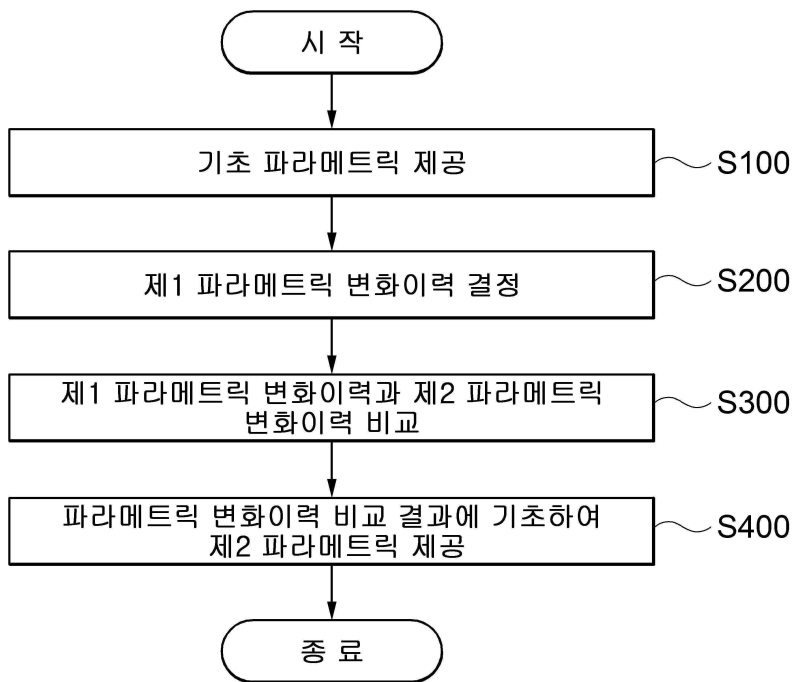 시 작
기초 파라메트릭 제공
S100
제1 파라메트릭 변화이력 결정
S200
제1 파라메트릭 변화이력과 제2 파라메트릭
변화이력 비교
S300
파라메트릭 변화이력 비교 결과에 기초하여
제2 파라메트릭 제공
S400
종 료